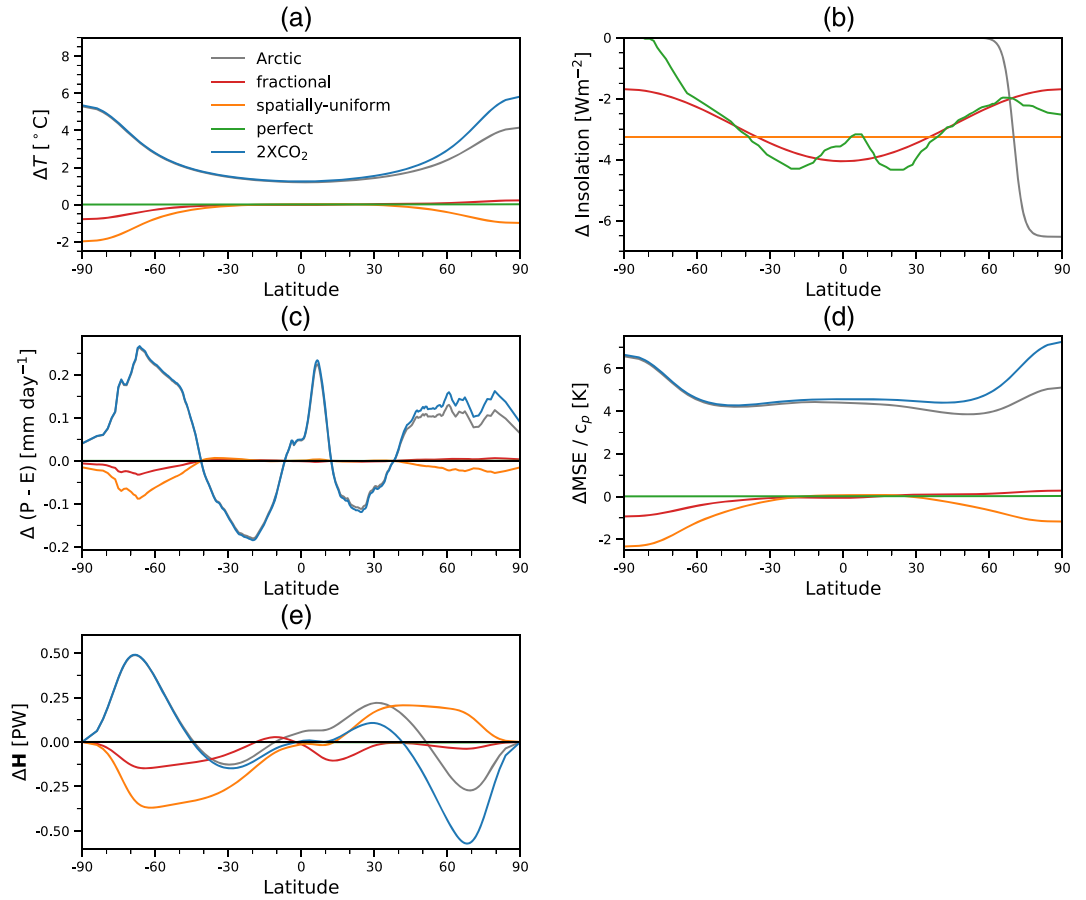 (a)
ΔT [°C]
8
6
4
2
0
-2
-90 -60 -30 0 30 60 90
Latitude
Arctic
fractional
spatially-uniform
perfect
2XCO₂
(b)
Δ Insolation [Wm⁻²]
0
-2
-4
-6
-90 -60 -30 0 30 60 90
Latitude
(c)
Δ (P - E) [mm day⁻¹]
0.2
0.1
0.0
-0.1
-0.2
-90 -60 -30 0 30 60 90
Latitude
(d)
ΔMSE / cₚ [K]
6
4
2
0
-2
-90 -60 -30 0 30 60 90
Latitude
(e)
ΔH [PW]
0.50
0.25
0.00
-0.25
-0.50
-90 -60 -30 0 30 60 90
Latitude